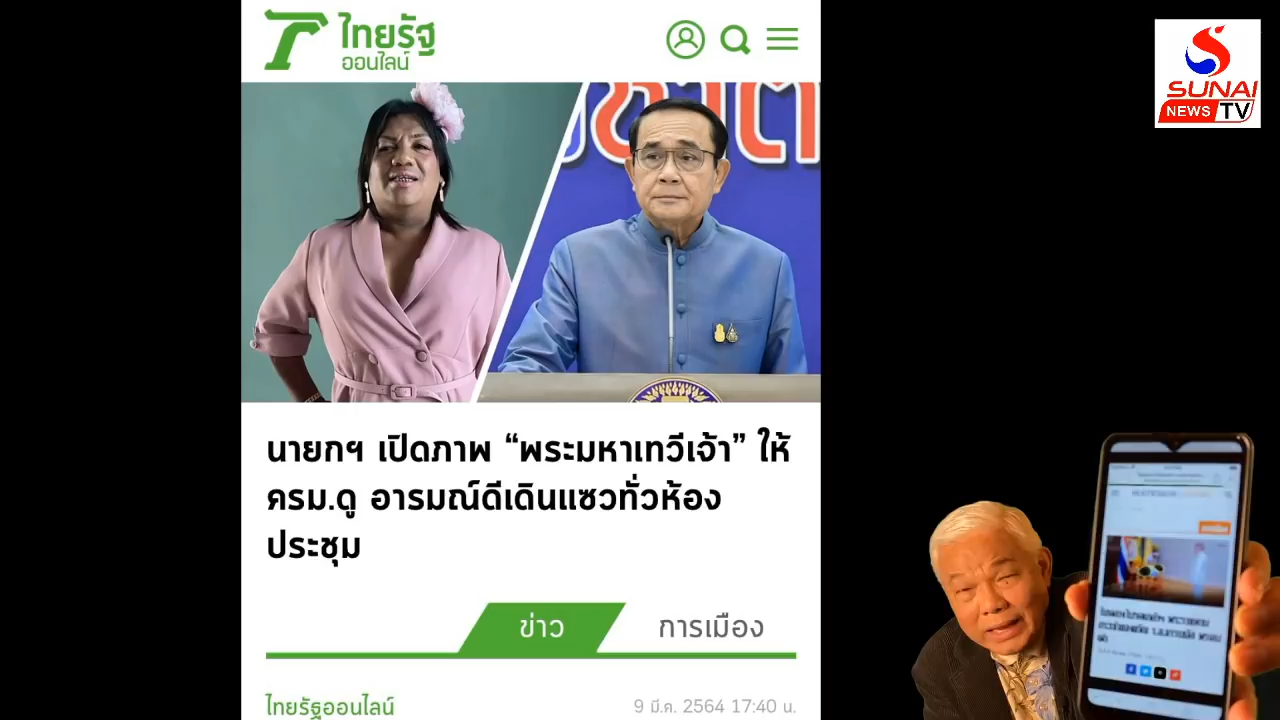 ไทยรัฐ
ออนไลน์
SUNAI
NEWS TV
นายกฯ เปิดภาพ “พระมหาเทวีเจ้า” ให้
ครม.ดู อารมณ์ดีเดินแซวทั่วห้อง
ประชุม
ข่าว
การเมือง
ไทยรัฐออนไลน์
9 มี.ค. 2564 17:40 น.